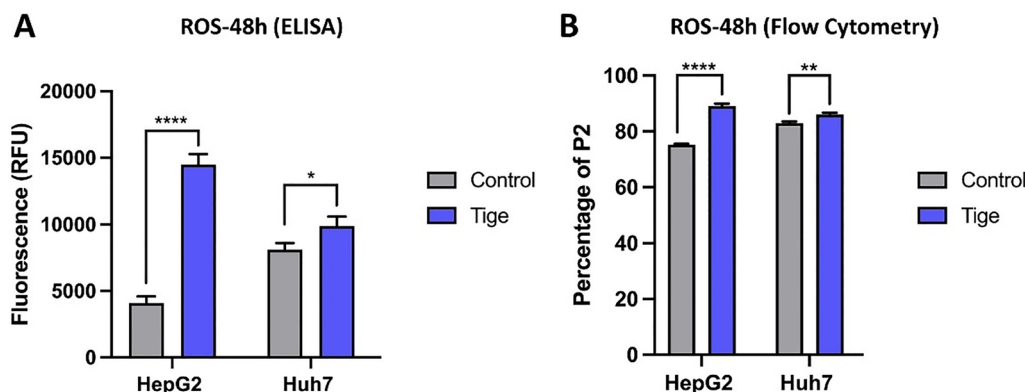 A
ROS-48h (ELISA)
Fluorescence (RFU)
20000
15000
10000
5000
0
****
*
HepG2
Huh7
Control
Tige
B
ROS-48h (Flow Cytometry)
Percentage of P2
100
80
60
40
20
0
****
**
HepG2
Huh7
Control
Tige